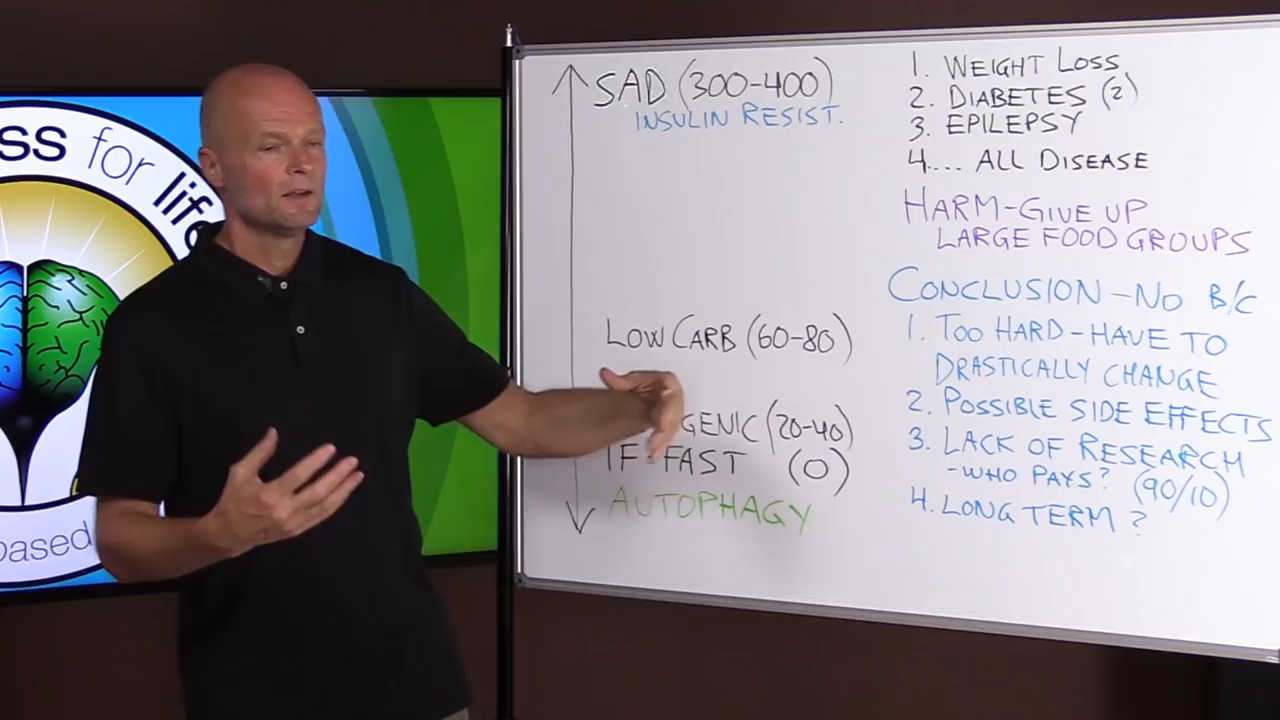 ss for life
based
SAD (300-400)
INSULIN RESIST.
LOW CARB (60-80)
GENIC (20-40)
IF-FAST (0)
AUTOPHAGY
1. WEIGHT LOSS
2. DIABETES (2)
3. EPILEPSY
4.... ALL DISEASE
HARM-GIVE UP
LARGE FOOD GROUPS
CONCLUSION-NO B/C
1. TOO HARD-HAVE TO
DRASTICALLY CHANGE
2. POSSIBLE SIDE EFFECTS
3. LACK OF RESEARCH
-WHO PAYS? (90/10)
4. LONG TERM ?